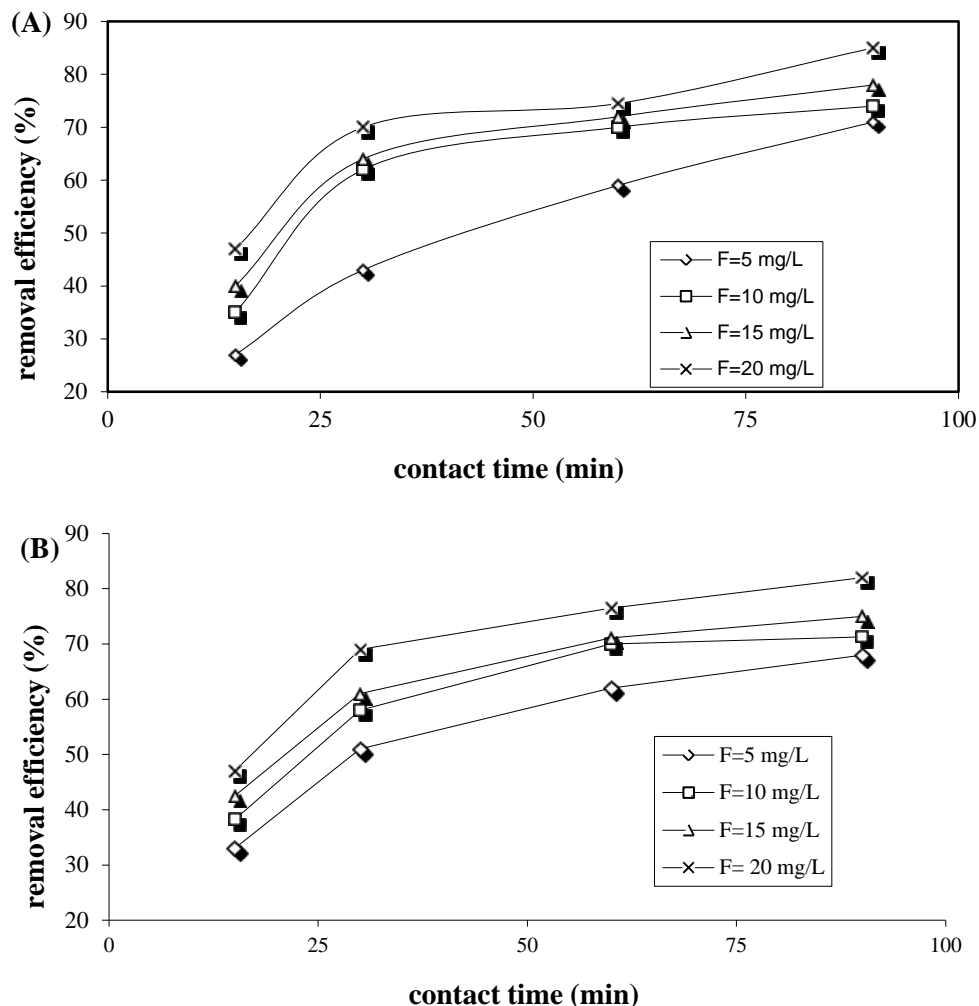 (A)
90
80
70
60
50
40
30
20
removal efficiency (%)
F=5 mg/L
F=10 mg/L
F=15 mg/L
F=20 mg/L
0
25
50
75
100
contact time (min)
(B)
90
80
70
60
50
40
30
20
removal efficiency (%)
F=5 mg/L
F=10 mg/L
F=15 mg/L
F= 20 mg/L
0
25
50
75
100
contact time (min)